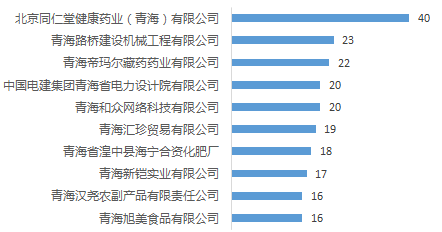 北京同仁堂健康药业（青海）有限公司 40
青海路桥建设机械工程有限公司 23
青海帝玛尔藏药药业有限公司 22
中国电建集团青海省电力设计院有限公司 20
青海和众网络科技有限公司 20
青海汇珍贸易有限公司 19
青海省湟中县海宁合资化肥厂 18
青海新铠实业有限公司 17
青海汉尧农副产品有限责任公司 16
青海旭美食品有限公司 16